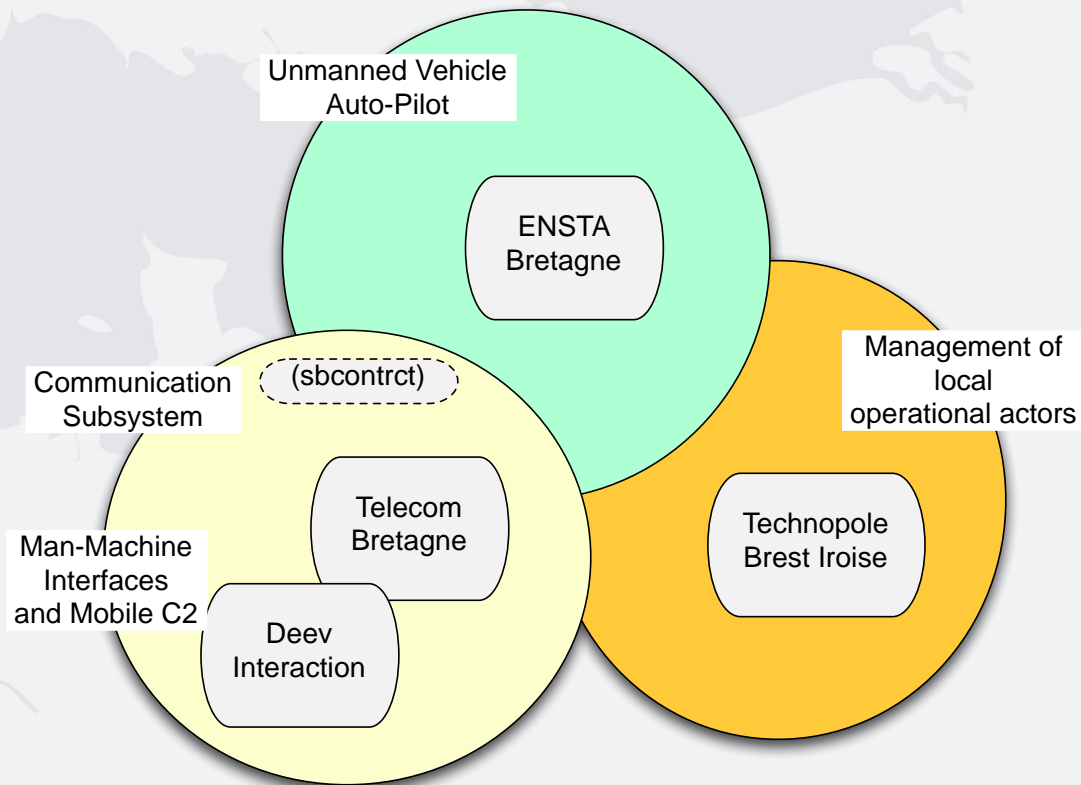 Unmanned Vehicle
Auto-Pilot
ENSTA
Bretagne
Management of
local
operational actors
(sbcontrct)
Communication
Subsystem
Telecom
Bretagne
Technopole
Brest Iroise
Man-Machine
Interfaces
and Mobile C2
Deev
Interaction